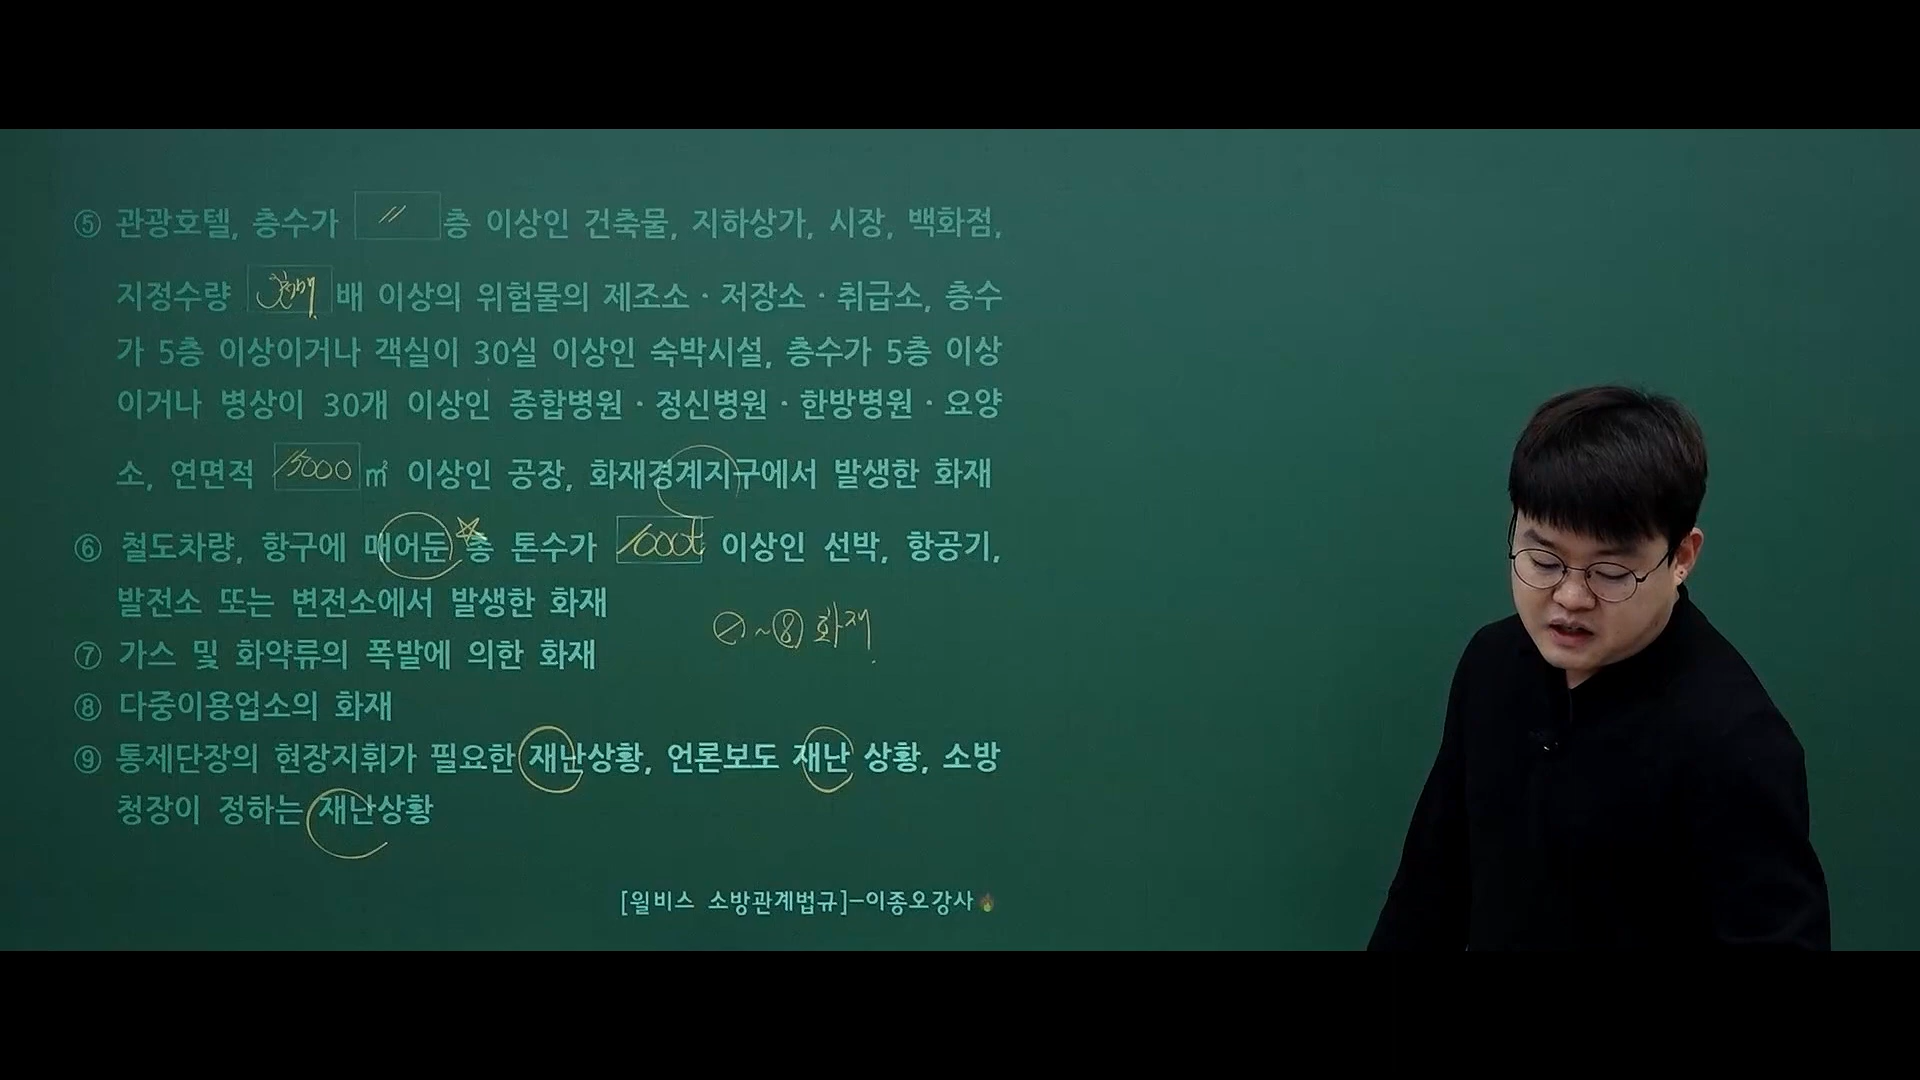 ⑤ 관광호텔, 층수가 11 층 이상인 건축물, 지하상가, 시장, 백화점,
지정수량 3천배 배 이상의 위험물의 제조소 · 저장소 · 취급소, 층수
가 5층 이상이거나 객실이 30실 이상인 숙박시설, 층수가 5층 이상
이거나 병상이 30개 이상인 종합병원 · 정신병원 · 한방병원 · 요양
소, 연면적 15000 ㎡ 이상인 공장, 화재경계지구에서 발생한 화재
⑥ 철도차량, 항구에 매어둔 총 톤수가 1000t 이상인 선박, 항공기,
발전소 또는 변전소에서 발생한 화재
~⑧ 화재
⑦ 가스 및 화약류의 폭발에 의한 화재
⑧ 다중이용업소의 화재
⑨ 통제단장의 현장지휘가 필요한 재난상황, 언론보도 재난 상황, 소방
청장이 정하는 재난상황
[윌비스 소방관계법규]-이종오강사